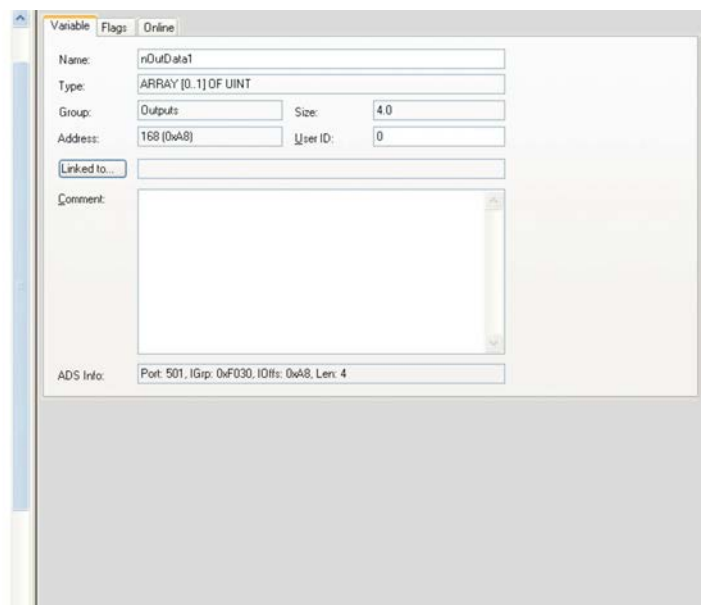 Variable Flags Online
Name: nOutData1
Type: ARRAY [0..1] OF UINT
Group: Outputs Size: 4.0
Address: 168 (0xA8) User ID: 0
Linked to...
Comment:
ADS Info: Port: 501, IGrp: 0xF030, IOffs: 0xA8, Len: 4